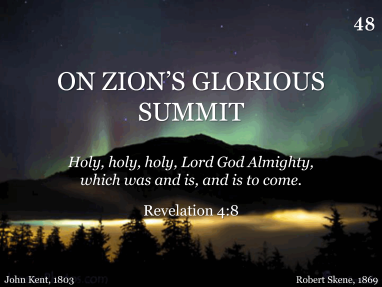 48
ON ZION’S GLORIOUS
SUMMIT
Holy, holy, holy, Lord God Almighty,
which was and is, and is to come.
Revelation 4:8
John Kent, 1803
Robert Skene, 1869